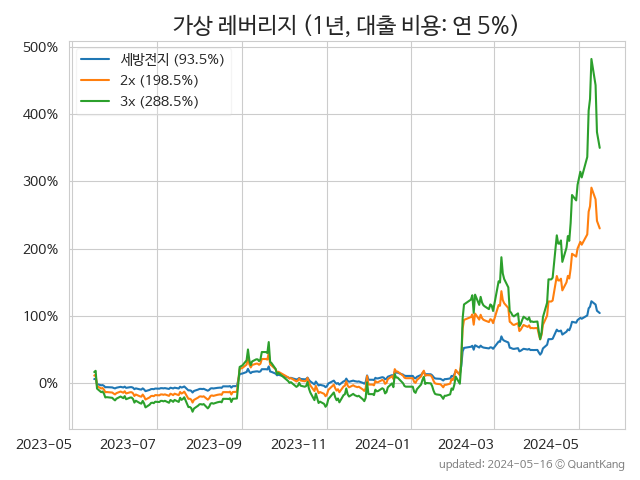 가상 레버리지 (1년, 대출 비용: 연 5%)
500%
400%
300%
200%
100%
0%
세방전지 (93.5%)
2x (198.5%)
3x (288.5%)
2023-05
2023-07
2023-09
2023-11
2024-01
2024-03
2024-05
updated: 2024-05-16 © QuantKang